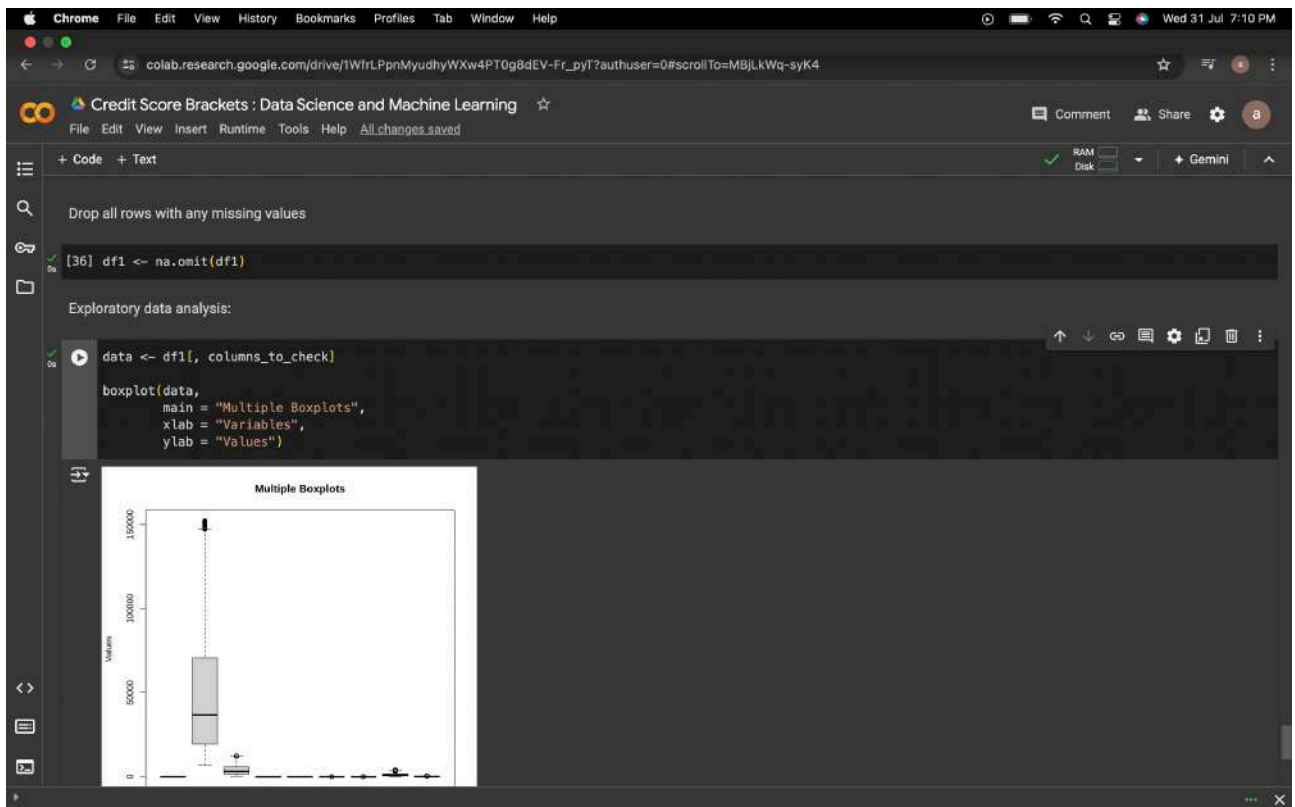 Chrome File Edit View History Bookmarks Profiles Tab Window Help Wed 31 Jul 7:10 PM
colab.research.google.com/drive/1WfrLPpnMyudhyWXw4PT0g8dEV-Fr_pyT?authuser=0#scrollTo=MBjLkWq-syK4
CO Credit Score Brackets : Data Science and Machine Learning
File Edit View Insert Runtime Tools Help All changes saved
Comment Share a
+ Code + Text
RAM
Disk
Gemini
Drop all rows with any missing values
[36] df1 <- na.omit(df1)
0s
Exploratory data analysis:
0s
data <- df1[, columns_to_check]
boxplot(data,
main = "Multiple Boxplots",
xlab = "Variables",
ylab = "Values")
Multiple Boxplots
150000
100000
Values
50000
0